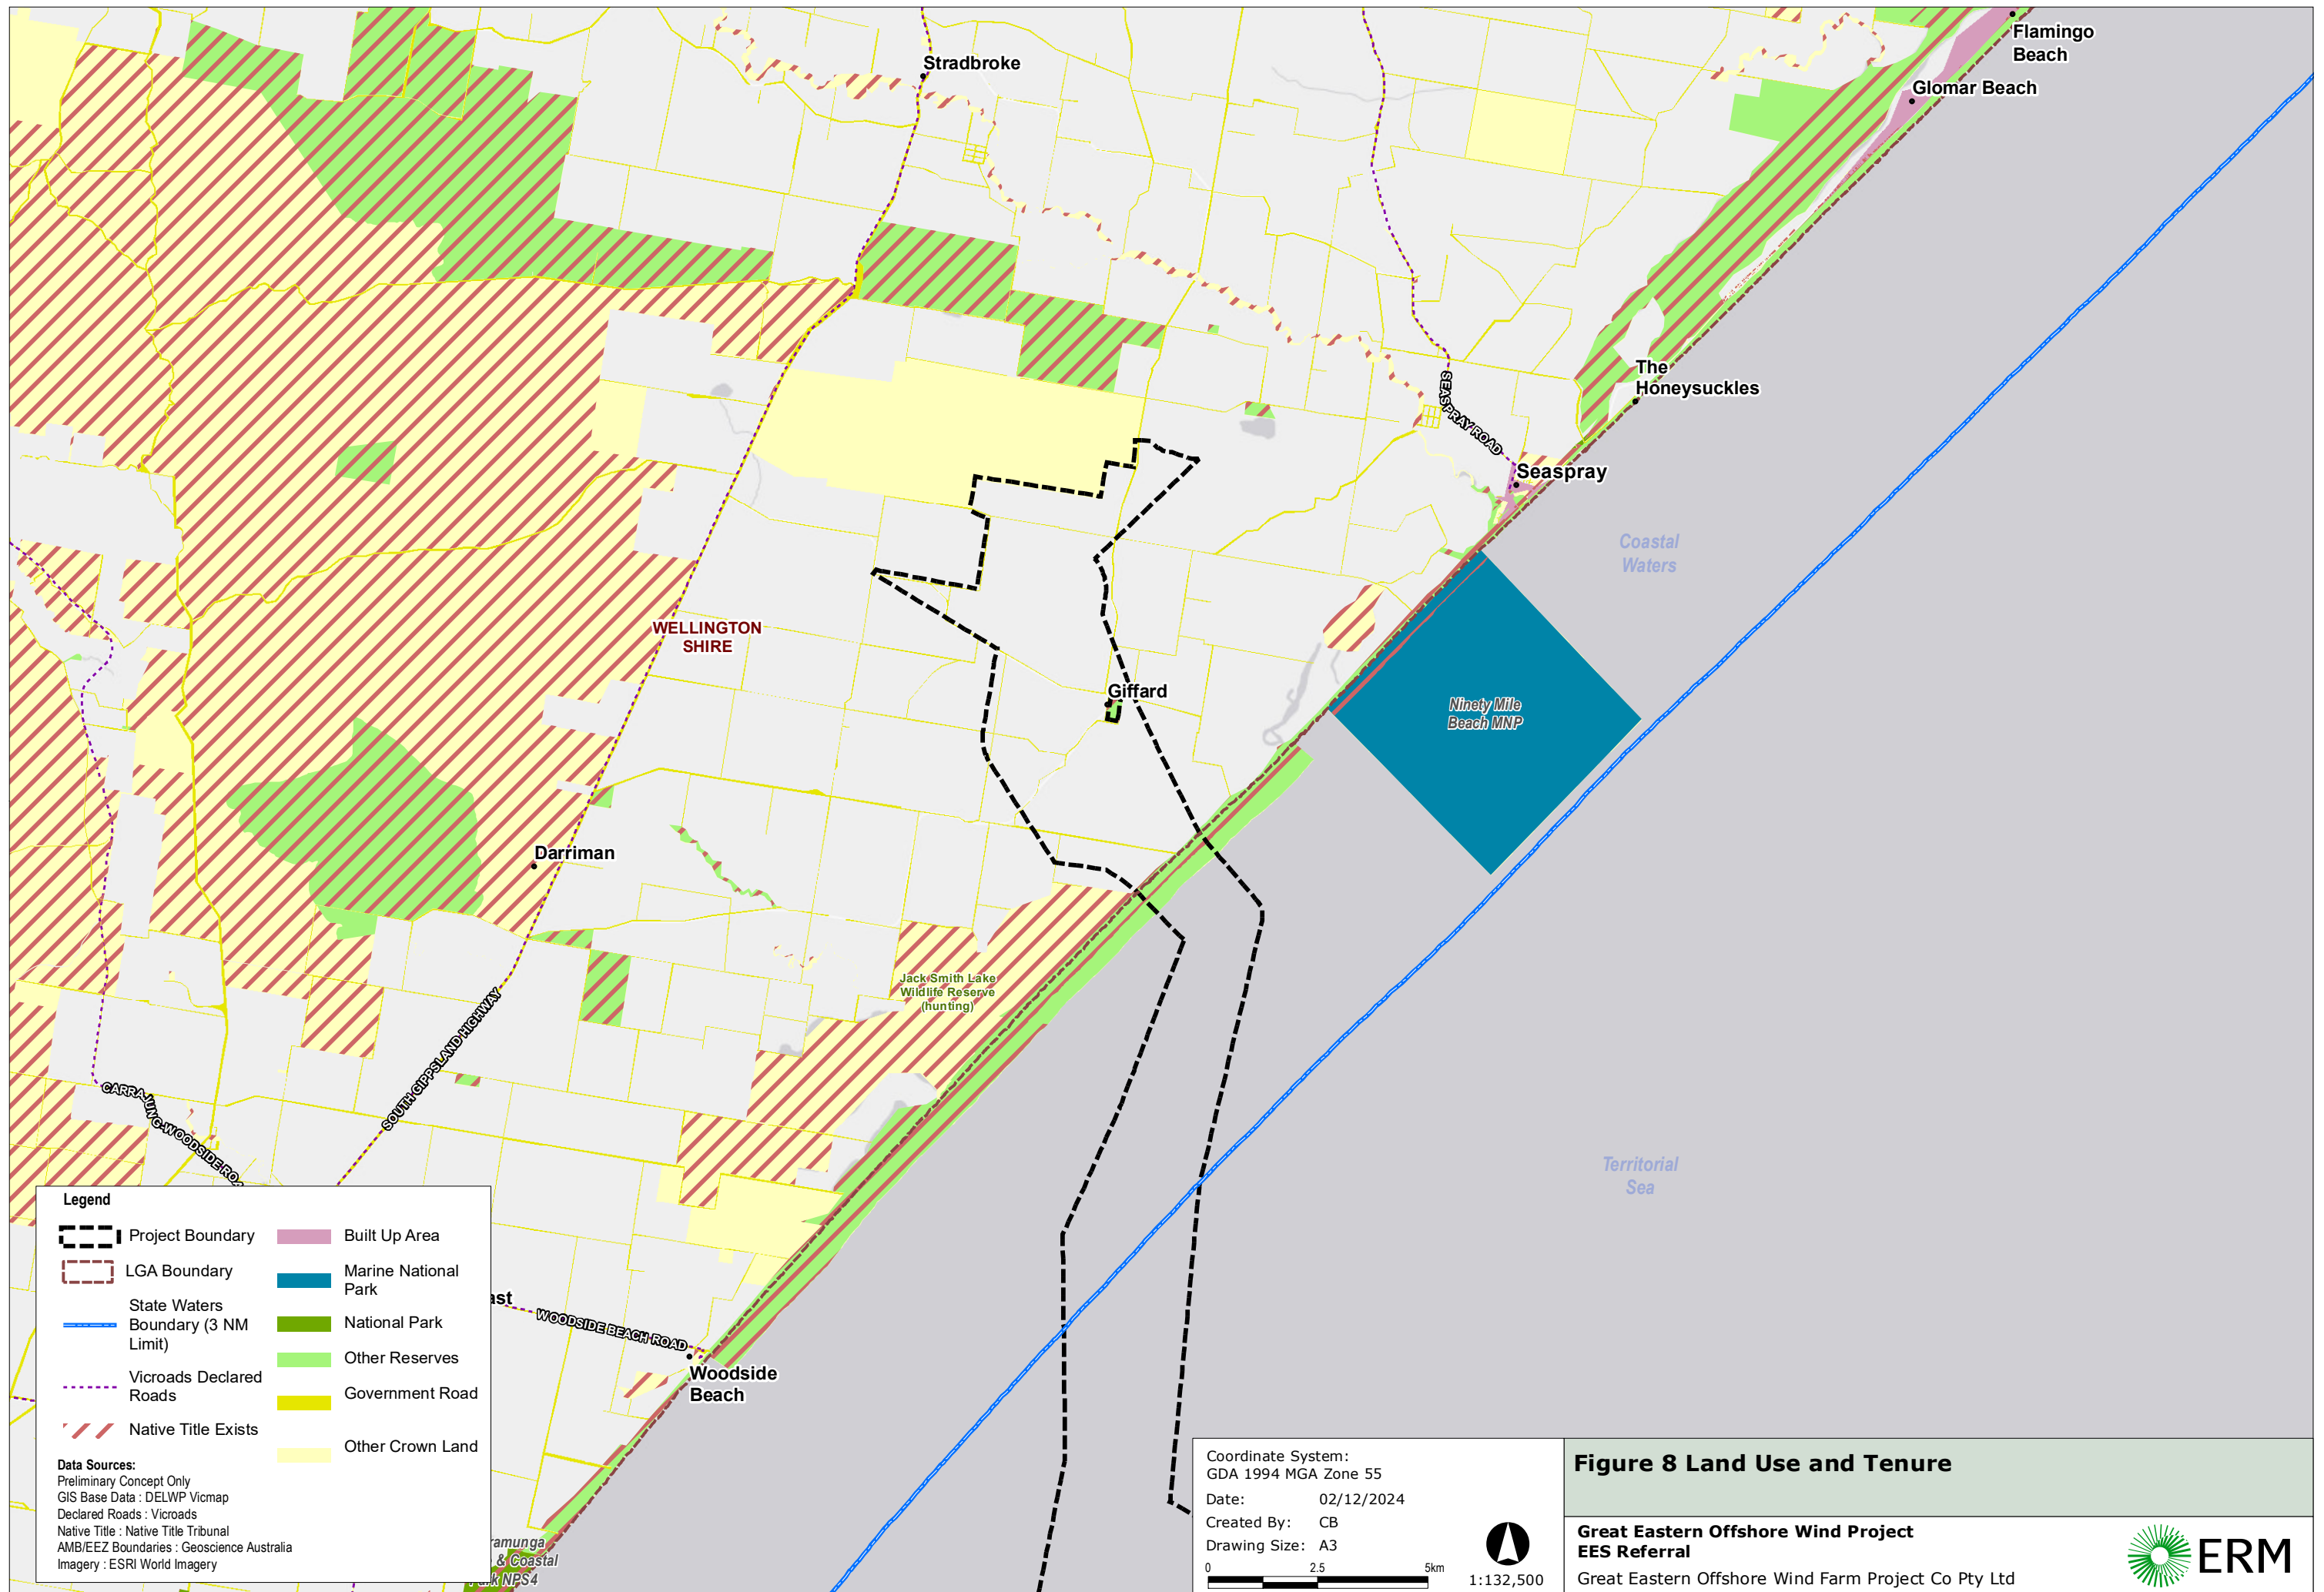 Flamingo
Beach
Stradbroke
Glomar Beach
The
Honeysuckles
SEASPRAY ROAD
Seaspray
Coastal
Waters
WELLINGTON
SHIRE
Giffard
Ninety Mile
Beach MNP
Darriman
Jack Smith Lake
Wildlife Reserve
(hunting)
SOUTH GIPPSLAND HIGHWAY
CARRAJUNG-WOODSIDE ROA
Territorial
Sea
ast
WOODSIDE BEACH ROAD
Woodside
Beach
ramunga
& Coastal
Park NPS4
Legend
Project Boundary
LGA Boundary
State Waters
Boundary (3 NM
Limit)
Vicroads Declared
Roads
Native Title Exists
Built Up Area
Marine National
Park
National Park
Other Reserves
Government Road
Other Crown Land
Data Sources:
Preliminary Concept Only
GIS Base Data : DELWP Vicmap
Declared Roads : Vicroads
Native Title : Native Title Tribunal
AMB/EEZ Boundaries : Geoscience Australia
Imagery : ESRI World Imagery
Coordinate System:
GDA 1994 MGA Zone 55
Date: 02/12/2024
Created By: CB
Drawing Size: A3
0 2.5 5km
1:132,500
Figure 8 Land Use and Tenure
Great Eastern Offshore Wind Project
EES Referral
Great Eastern Offshore Wind Farm Project Co Pty Ltd
ERM